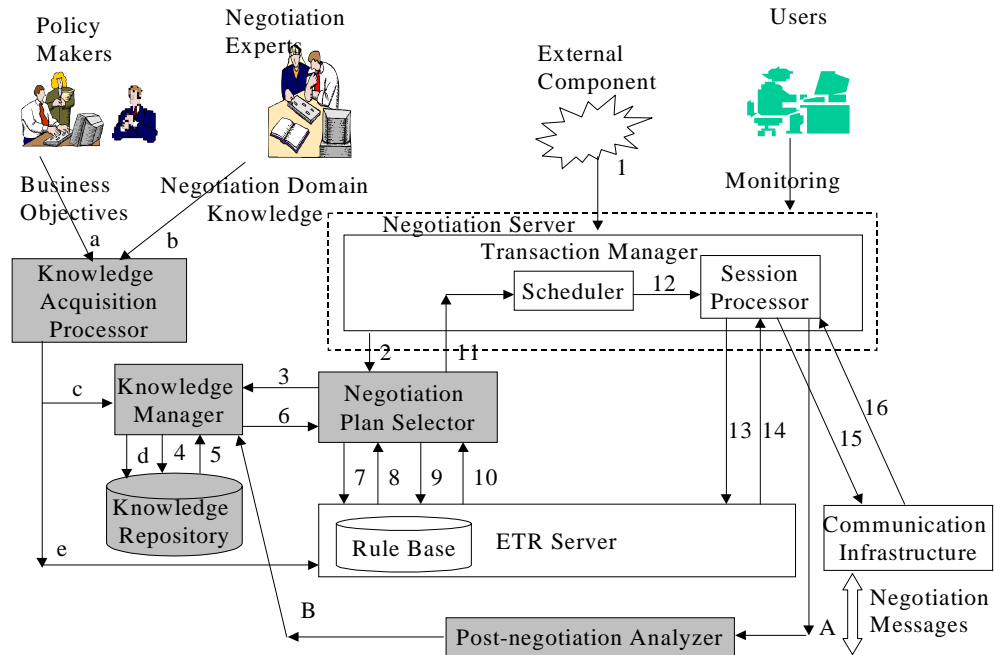 Policy
Makers
Negotiation
Experts
External
Component
Users
1
Business
Objectives
Negotiation Domain
Knowledge
Monitoring
a
b
Negotiation Server
Transaction Manager
Knowledge
Acquisition
Processor
Scheduler
12
Session
Processor
2
11
c
Knowledge
Manager
3
6
Negotiation
Plan Selector
13
14
15
16
d
4
5
7
8
9
10
Knowledge
Repository
e
Rule Base
ETR Server
Communication
Infrastructure
B
Post-negotiation Analyzer
A
Negotiation
Messages